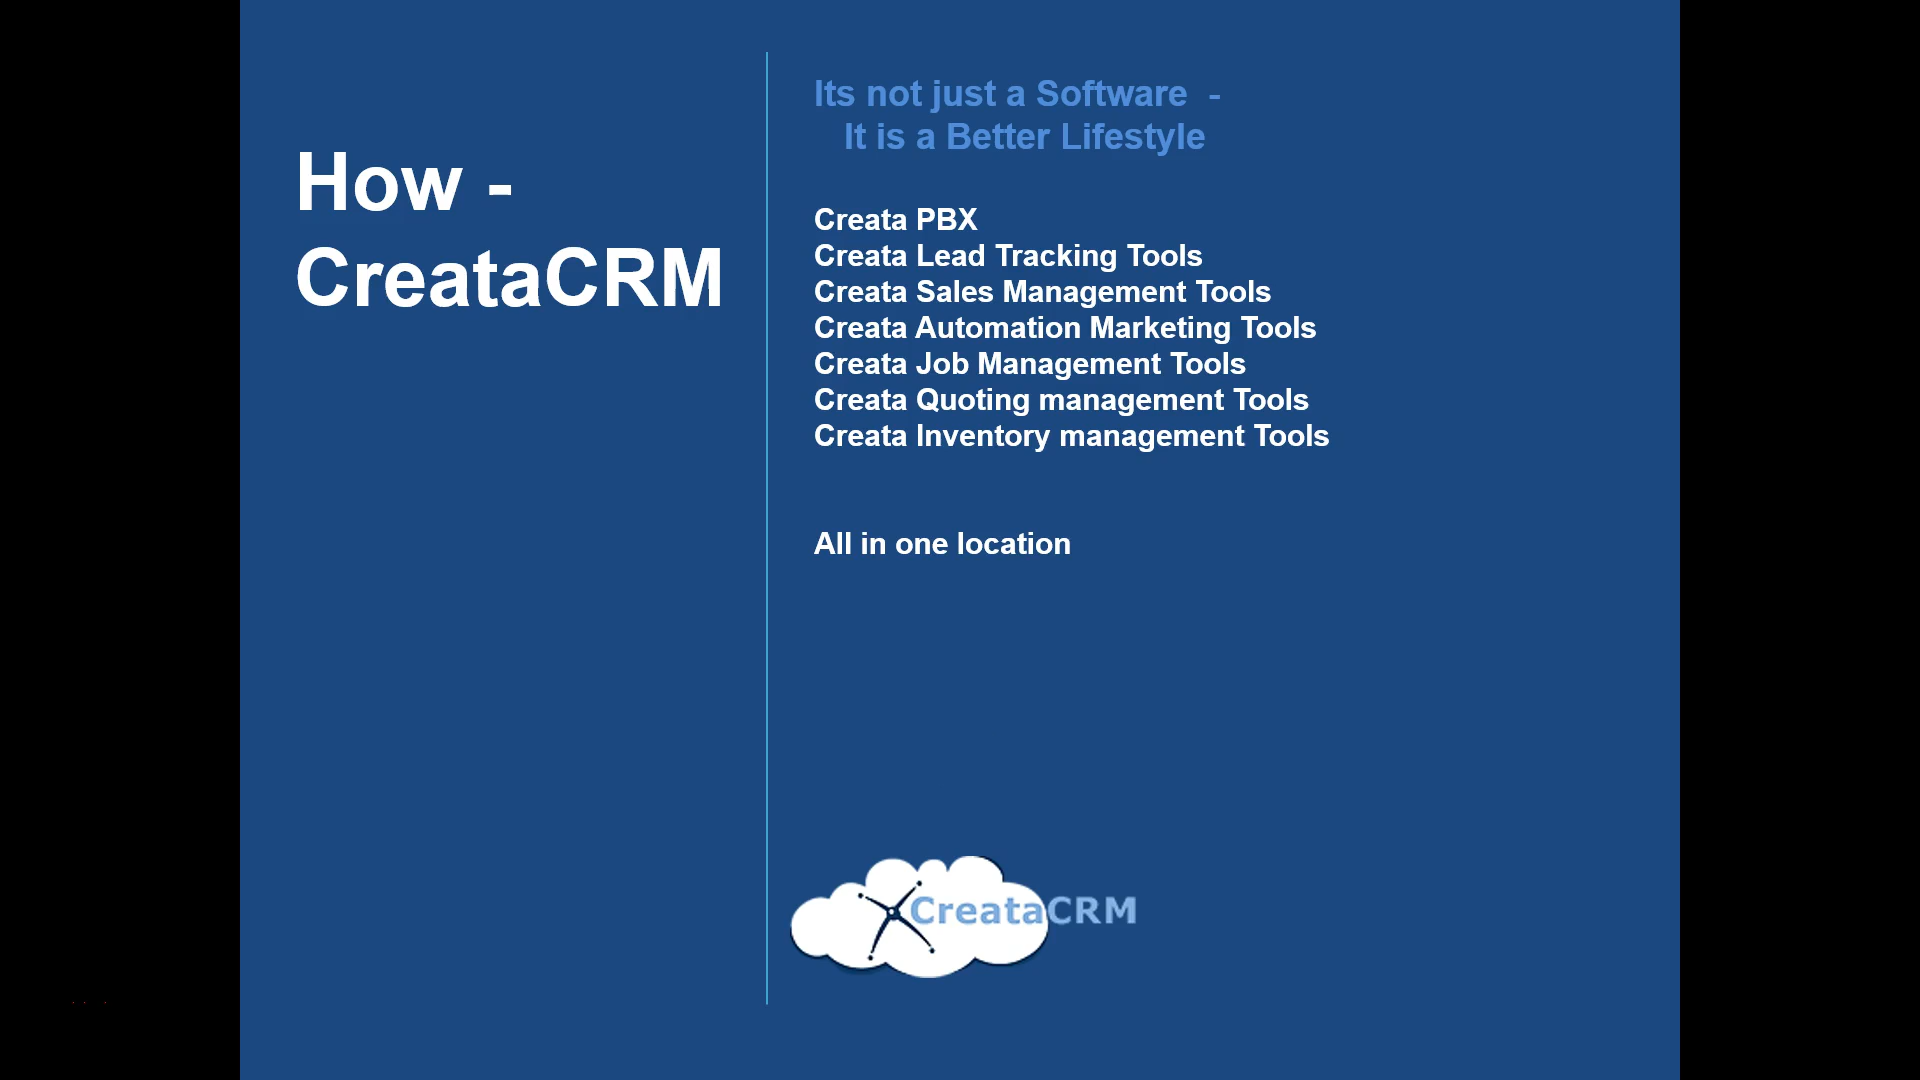 How -
CreataCRM
Its not just a Software  -
It is a Better Lifestyle
Creata PBX
Creata Lead Tracking Tools
Creata Sales Management Tools
Creata Automation Marketing Tools
Creata Job Management Tools
Creata Quoting management Tools
Creata Inventory management Tools
All in one location
CreataCRM